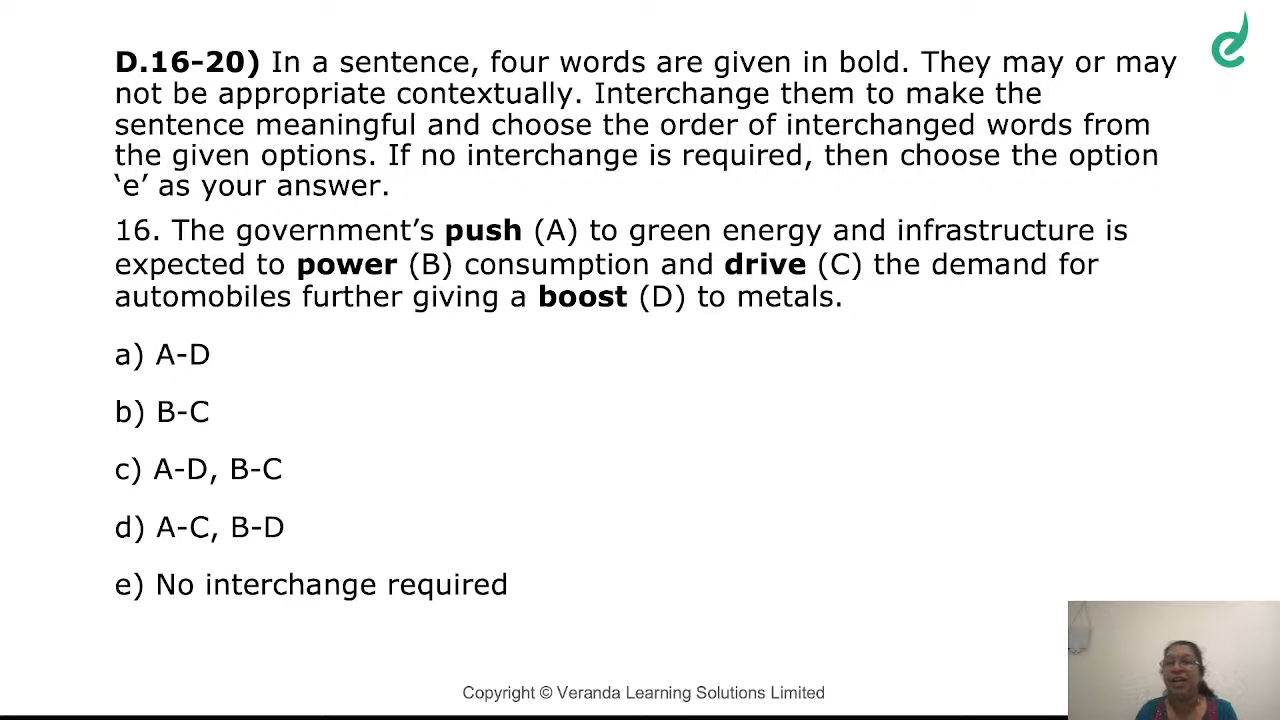 D.16-20) In a sentence, four words are given in bold. They may or may
not be appropriate contextually. Interchange them to make the
sentence meaningful and choose the order of interchanged words from
the given options. If no interchange is required, then choose the option
‘e’ as your answer.
16. The government’s push (A) to green energy and infrastructure is
expected to power (B) consumption and drive (C) the demand for
automobiles further giving a boost (D) to metals.
a) A-D
b) B-C
c) A-D, B-C
d) A-C, B-D
e) No interchange required
Copyright © Veranda Learning Solutions Limited